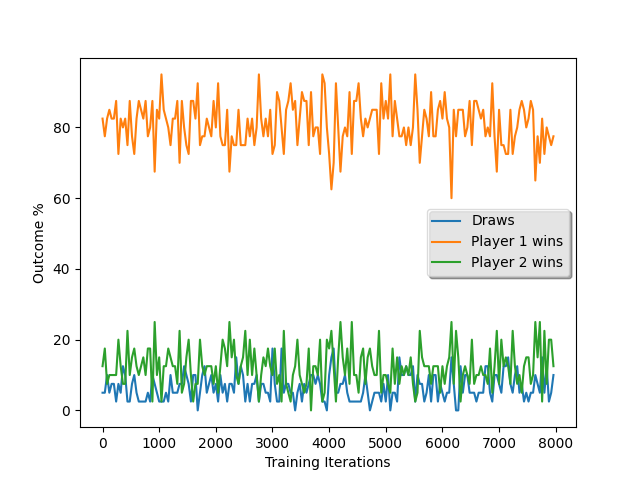 80
60
40
20
0
Outcome %
Draws
Player 1 wins
Player 2 wins
0 1000 2000 3000 4000 5000 6000 7000 8000
Training Iterations